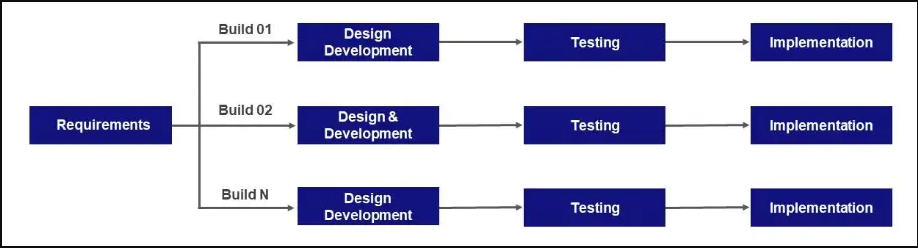 Build 01
Design
Development
Testing
Implementation
Requirements
Build 02
Design &
Development
Testing
Implementation
Build N
Design
Development
Testing
Implementation